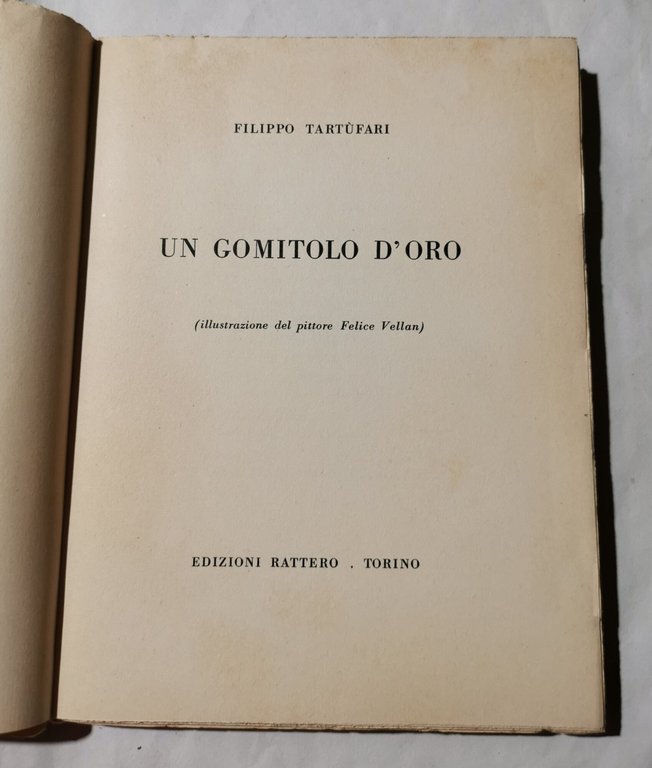 FILIPPO TARTÙFARI
UN GOMITOLO D'ORO
(illustrazione del pittore Felice Vellan)
EDIZIONI RATTERO . TORINO